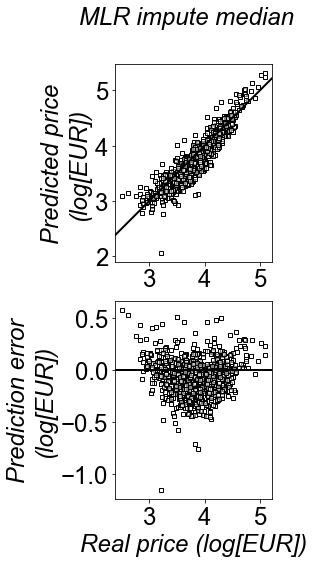 MLR impute median
Predicted price
(log[EUR])
5
4
3
2
3
4
5
Prediction error
(log[EUR])
0.5
0.0
−0.5
−1.0
3
4
5
Real price (log[EUR])